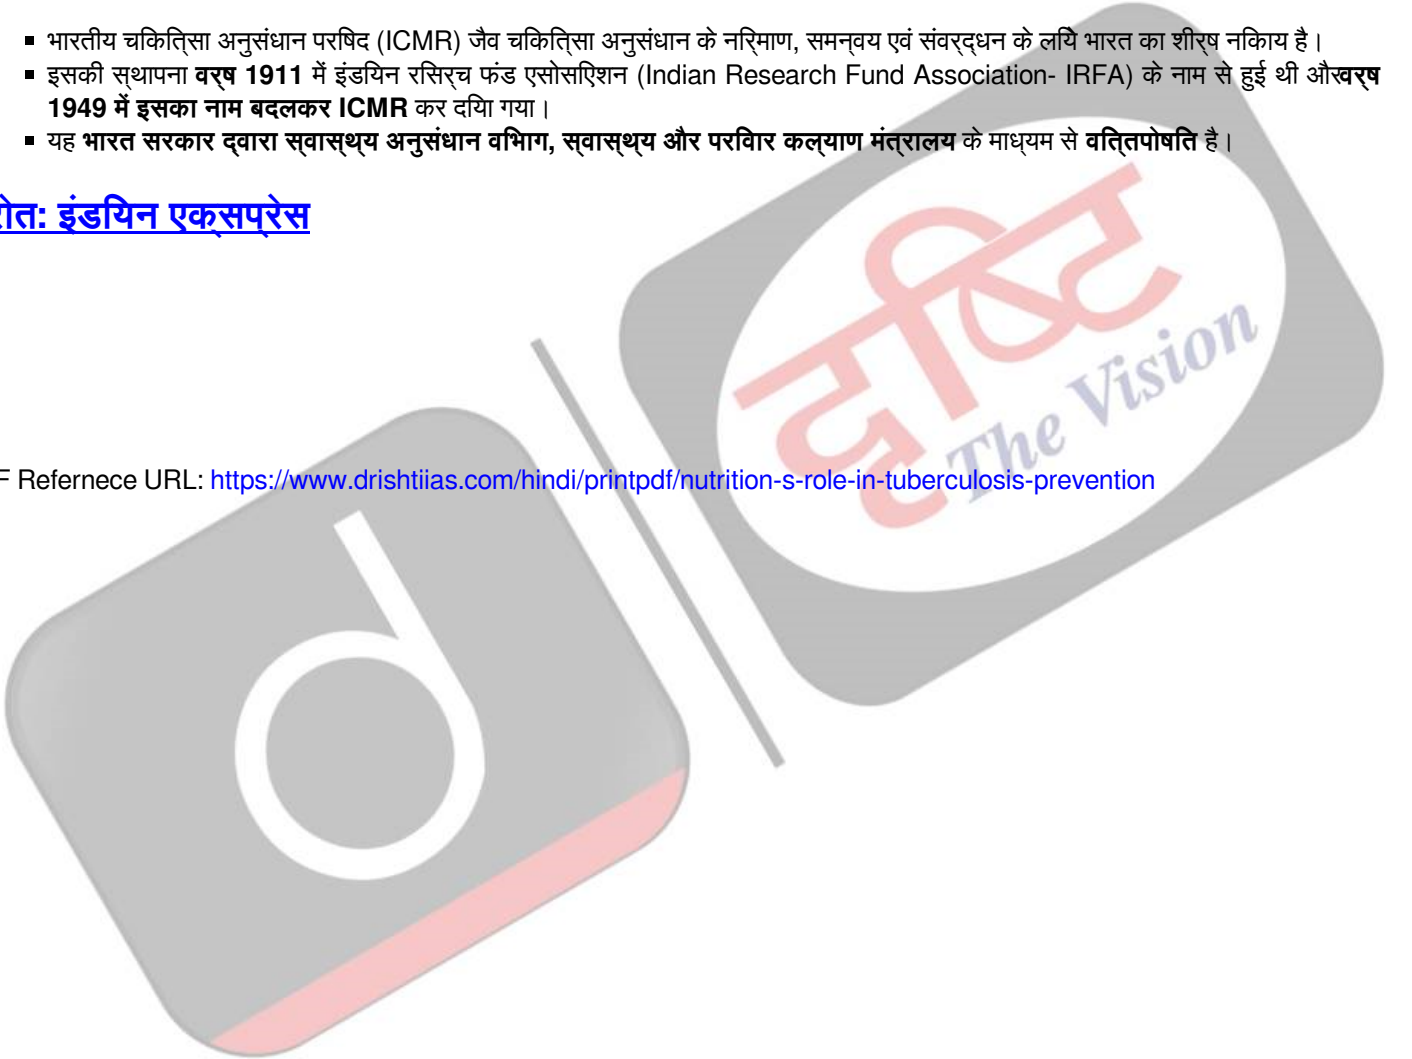 ▪ भारतीय चिकित्सा अनुसंधान परिषद (ICMR) जैव चिकित्सा अनुसंधान के निर्माण, समन्वय एवं संवर्द्धन के लिये भारत का शीर्ष निकाय है।
▪ इसकी स्थापना वर्ष 1911 में इंडियन रिसर्च फंड एसोसिएशन (Indian Research Fund Association- IRFA) के नाम से हुई थी और वर्ष
1949 में इसका नाम बदलकर ICMR कर दिया गया।
▪ यह भारत सरकार द्वारा स्वास्थ्य अनुसंधान विभाग, स्वास्थ्य और परिवार कल्याण मंत्रालय के माध्यम से वित्तपोषित है।
रोत: इंडियन एक्सप्रेस
दृष्टि
The Vision
F Refernece URL: https://www.drishtiias.com/hindi/printpdf/nutrition-s-role-in-tuberculosis-prevention
d